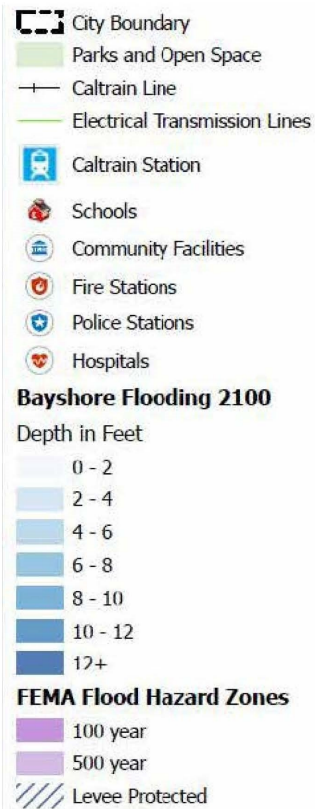 City Boundary
Parks and Open Space
Caltrain Line
Electrical Transmission Lines
Caltrain Station
Schools
Community Facilities
Fire Stations
Police Stations
Hospitals
Bayshore Flooding 2100
Depth in Feet
0 - 2
2 - 4
4 - 6
6 - 8
8 - 10
10 - 12
12+
FEMA Flood Hazard Zones
100 year
500 year
Levee Protected